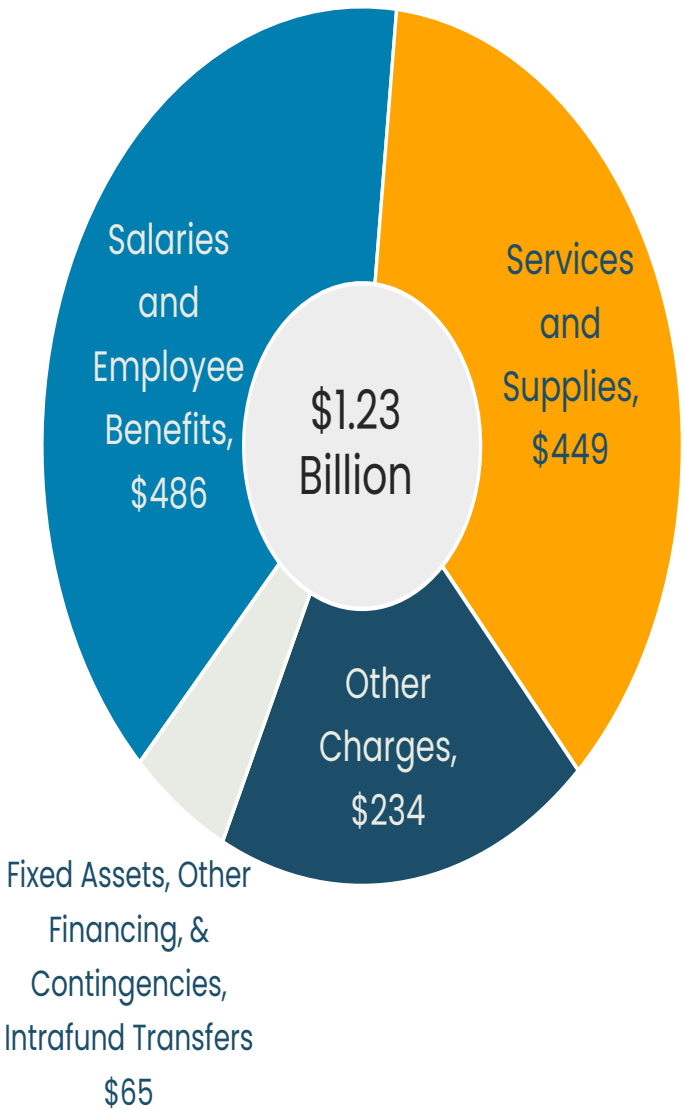 Salaries
and
Employee
Benefits,
$486
Services
and
Supplies,
$449
$1.23
Billion
Other
Charges,
$234
Fixed Assets, Other
Financing, &
Contingencies,
Intrafund Transfers
$65